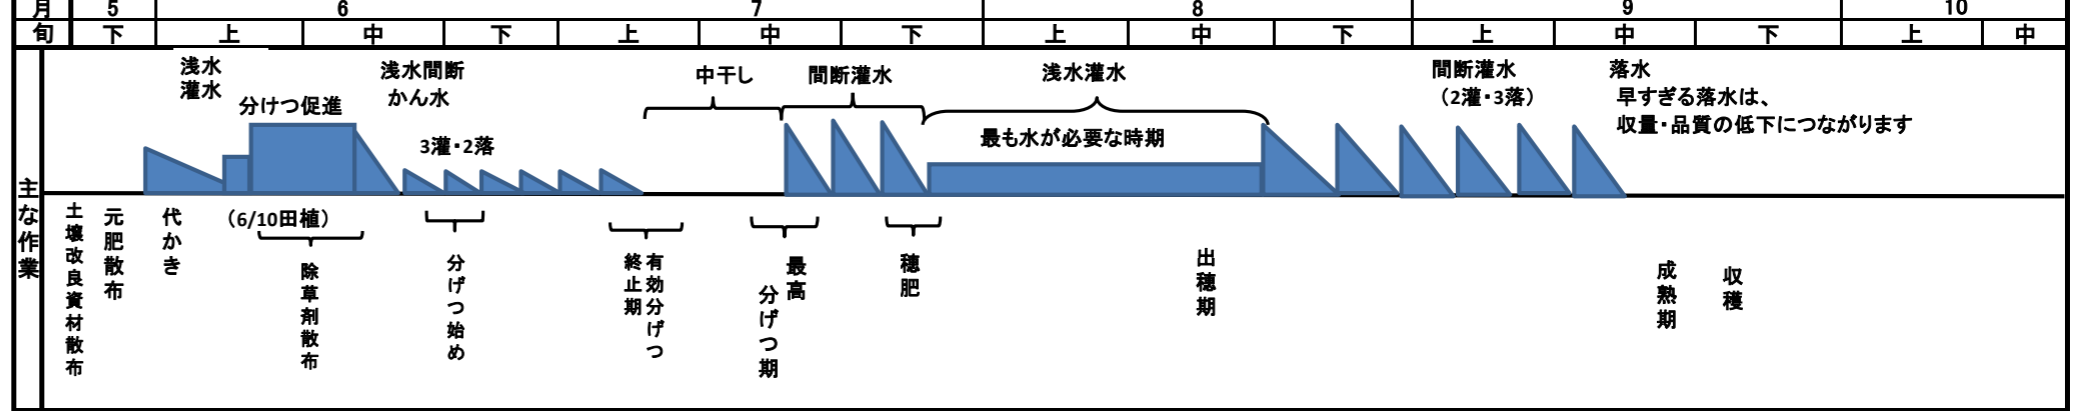 月 5 6 7 8 9 10
旬 下 上 中 下 上 中 下 上 中 下 上 中 下 上 中
主な作業
浅水
灌水
分けつ促進
浅水間断
かん水
3灌・2落
中干し
間断灌水
浅水灌水
最も水が必要な時期
間断灌水
（2灌・3落）
落水
早すぎる落水は、
収量・品質の低下につながります
土壌改良資材散布
元肥散布
代かき
（6/10田植）
除草剤散布
分げつ始め
有効分げつ
終止期
最高
分げつ期
穂肥
出穂期
成熟期
収穫